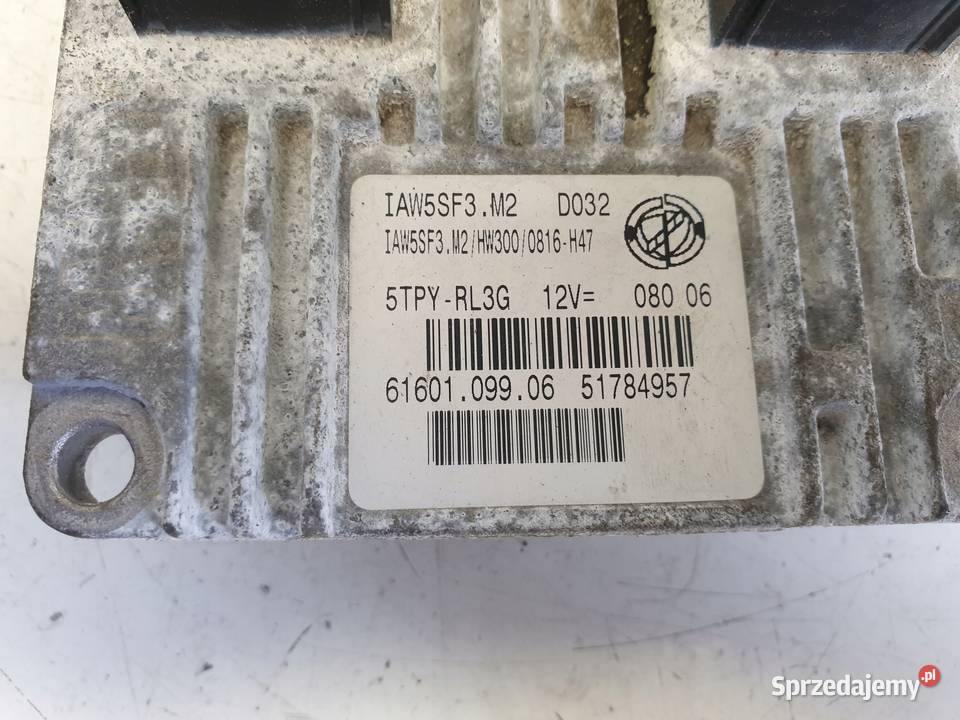 IAW5SF3.M2 D032
IAW5SF3.M2/HW300/0816-H47
5TPY-RL3G 12V= 080 06
61601.099.06 51784957
Sprzedajemy.pl